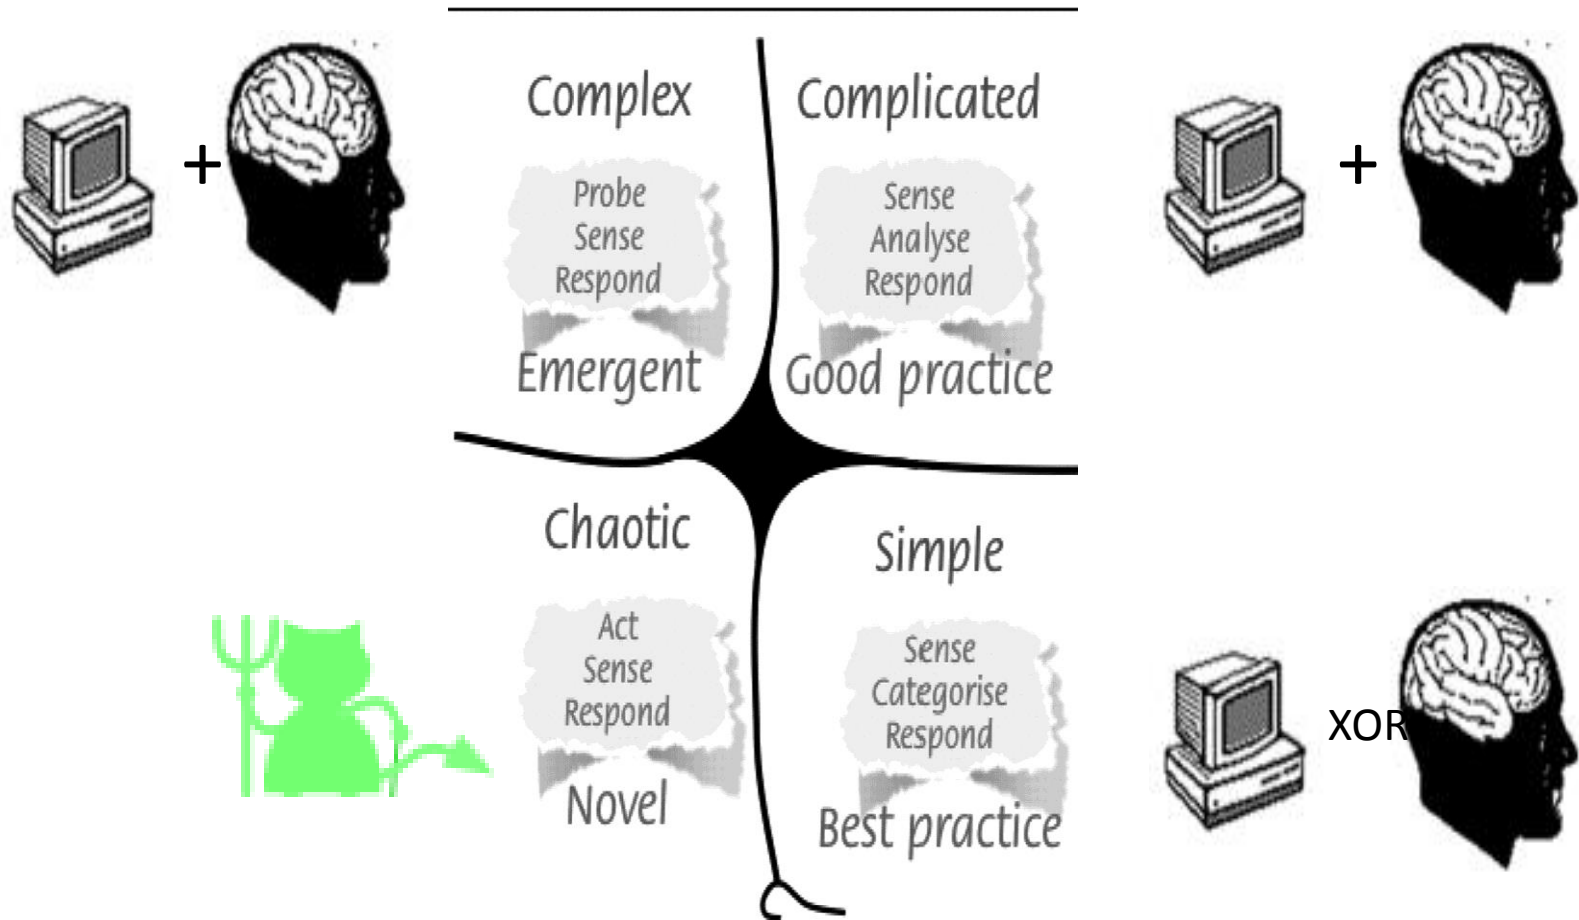 +
Complex
Probe
Sense
Respond
Emergent
Complicated
Sense
Analyse
Respond
Good practice
+
Chaotic
Act
Sense
Respond
Novel
Simple
Sense
Categorise
Respond
Best practice
XOR